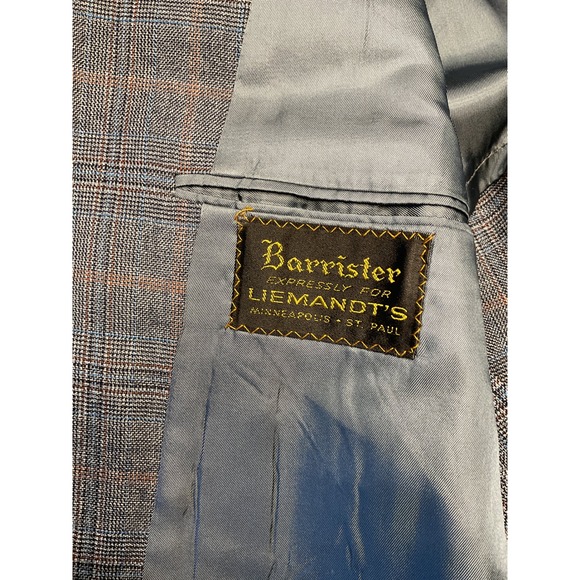 Barrister
EXPRESSLY FOR
LIEMANDT'S
MINNEAPOLIS - ST. PAUL